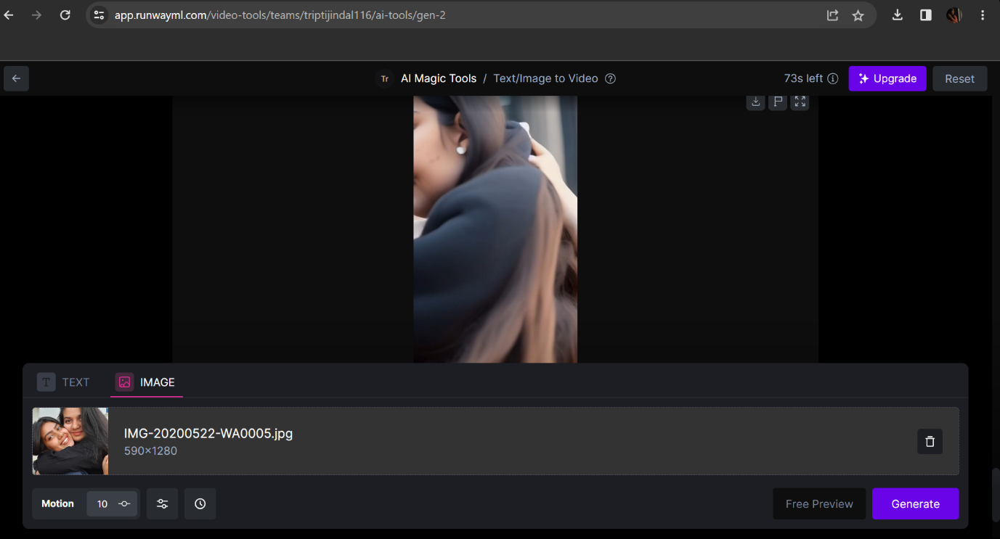 app.runwayml.com/video-tools/teams/triptijindal116/ai-tools/gen-2
Tr AI Magic Tools / Text/Image to Video ? 73s left Upgrade Reset
T TEXT IMAGE
IMG-20200522-WA0005.jpg
590×1280
Motion 10 Free Preview Generate